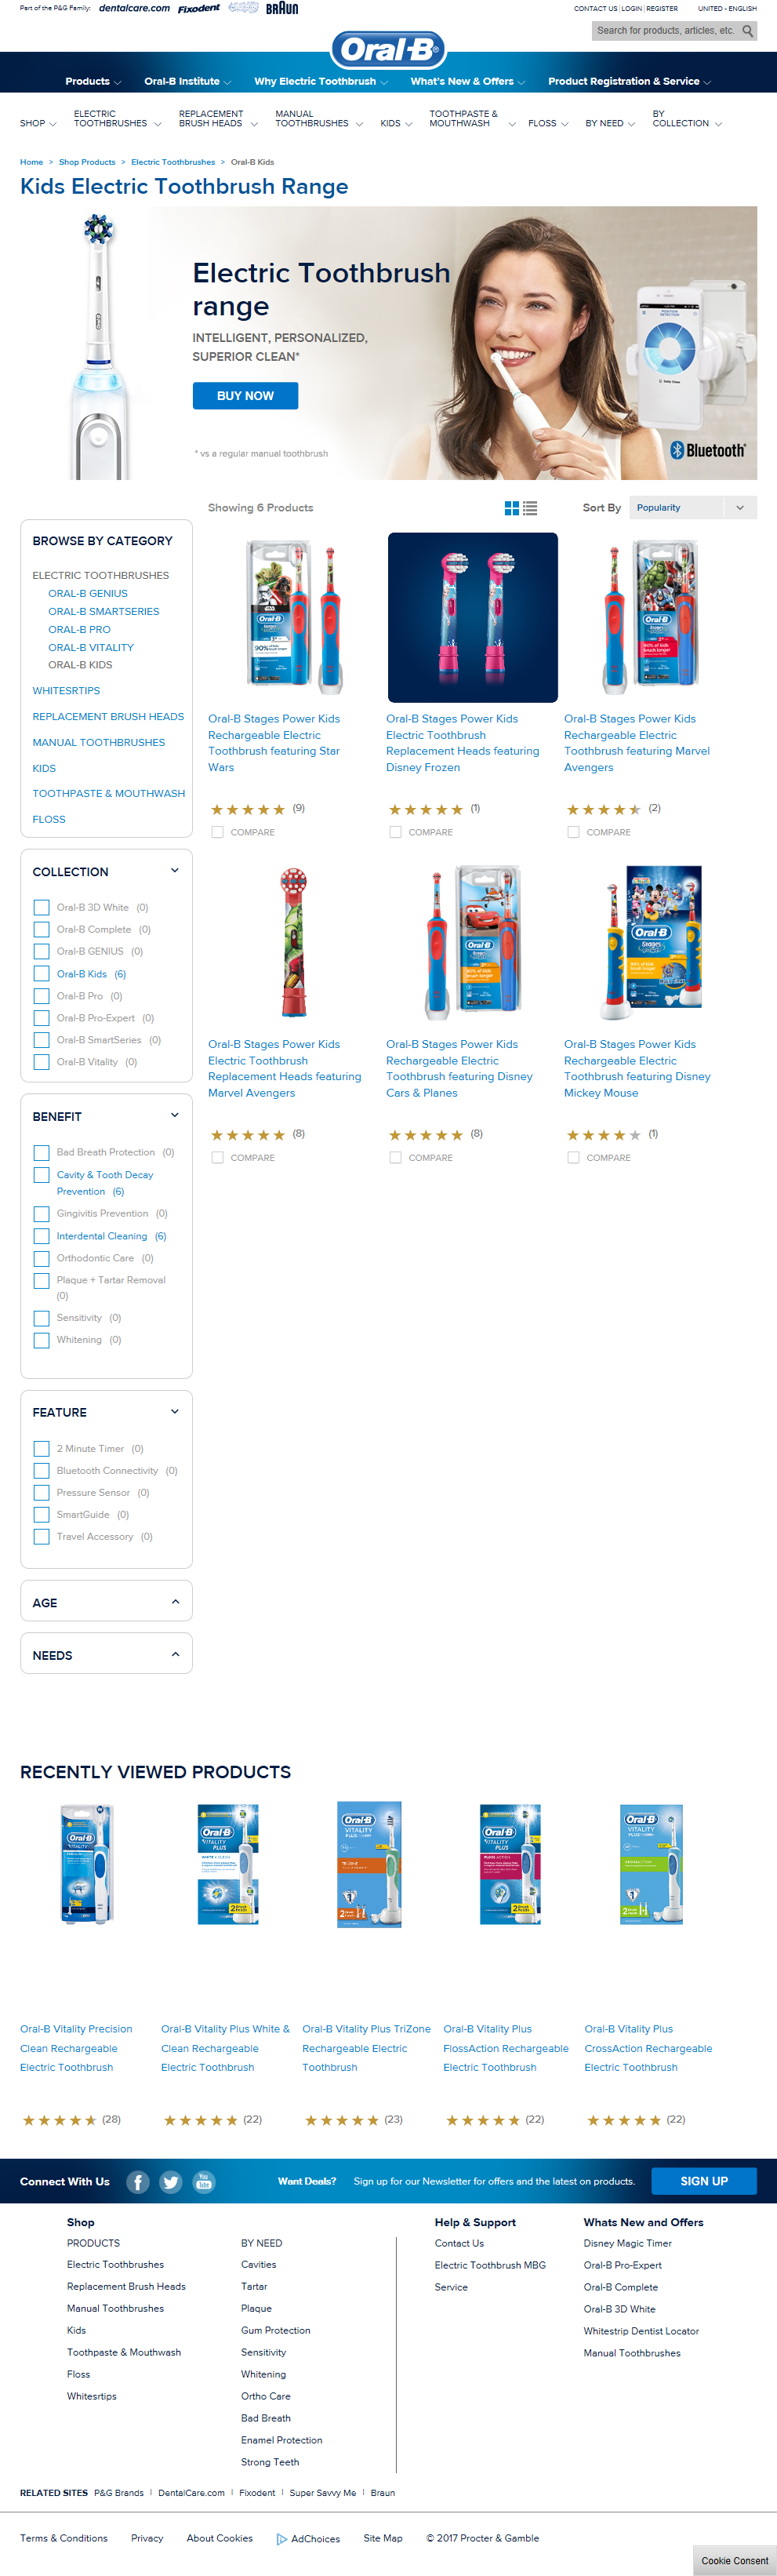 Part of the P&G Family: dentalcare.com Fixodent BRAUN
CONTACT US | LOGIN | REGISTER UNITED - ENGLISH
Search for products, articles, etc.
Oral-B
Products Oral-B Institute Why Electric Toothbrush What's New & Offers Product Registration & Service
SHOP
ELECTRIC
TOOTHBRUSHES
REPLACEMENT
BRUSH HEADS
MANUAL
TOOTHBRUSHES
KIDS
TOOTHPASTE &
MOUTHWASH
FLOSS
BY NEED
BY
COLLECTION
Home > Shop Products > Electric Toothbrushes > Oral-B Kids
Kids Electric Toothbrush Range
Electric Toothbrush
range
INTELLIGENT, PERSONALIZED,
SUPERIOR CLEAN*
BUY NOW
* vs a regular manual toothbrush
Bluetooth
Showing 6 Products
Sort By Popularity
BROWSE BY CATEGORY
ELECTRIC TOOTHBRUSHES
ORAL-B GENIUS
ORAL-B SMARTSERIES
ORAL-B PRO
ORAL-B VITALITY
ORAL-B KIDS
WHITESRTIPS
REPLACEMENT BRUSH HEADS
MANUAL TOOTHBRUSHES
KIDS
TOOTHPASTE & MOUTHWASH
FLOSS
COLLECTION
Oral-B 3D White (0)
Oral-B Complete (0)
Oral-B GENIUS (0)
Oral-B Kids (6)
Oral-B Pro (0)
Oral-B Pro-Expert (0)
Oral-B SmartSeries (0)
Oral-B Vitality (0)
BENEFIT
Bad Breath Protection (0)
Cavity & Tooth Decay
Prevention (6)
Gingivitis Prevention (0)
Interdental Cleaning (6)
Orthodontic Care (0)
Plaque + Tartar Removal
(0)
Sensitivity (0)
Whitening (0)
FEATURE
2 Minute Timer (0)
Bluetooth Connectivity (0)
Pressure Sensor (0)
SmartGuide (0)
Travel Accessory (0)
AGE
NEEDS
Oral-B Stages Power Kids
Rechargeable Electric
Toothbrush featuring Star
Wars
(9)
COMPARE
Oral-B Stages Power Kids
Electric Toothbrush
Replacement Heads featuring
Disney Frozen
(1)
COMPARE
Oral-B Stages Power Kids
Rechargeable Electric
Toothbrush featuring Marvel
Avengers
(2)
COMPARE
Oral-B Stages Power Kids
Electric Toothbrush
Replacement Heads featuring
Marvel Avengers
(8)
COMPARE
Oral-B Stages Power Kids
Rechargeable Electric
Toothbrush featuring Disney
Cars & Planes
(8)
COMPARE
Oral-B Stages Power Kids
Rechargeable Electric
Toothbrush featuring Disney
Mickey Mouse
(1)
COMPARE
RECENTLY VIEWED PRODUCTS
Oral-B Vitality Precision
Clean Rechargeable
Electric Toothbrush
(28)
Oral-B Vitality Plus White &
Clean Rechargeable
Electric Toothbrush
(22)
Oral-B Vitality Plus TriZone
Rechargeable Electric
Toothbrush
(23)
Oral-B Vitality Plus
FlossAction Rechargeable
Electric Toothbrush
(22)
Oral-B Vitality Plus
CrossAction Rechargeable
Electric Toothbrush
(22)
Connect With Us
Want Deals? Sign up for our Newsletter for offers and the latest on products.
SIGN UP
Shop
PRODUCTS
Electric Toothbrushes
Replacement Brush Heads
Manual Toothbrushes
Kids
Toothpaste & Mouthwash
Floss
Whitesrtips
BY NEED
Cavities
Tartar
Plaque
Gum Protection
Sensitivity
Whitening
Ortho Care
Bad Breath
Enamel Protection
Strong Teeth
Help & Support
Contact Us
Electric Toothbrush MBG
Service
Whats New and Offers
Disney Magic Timer
Oral-B Pro-Expert
Oral-B Complete
Oral-B 3D White
Whitestrip Dentist Locator
Manual Toothbrushes
RELATED SITES P&G Brands | DentalCare.com | Fixodent | Super Savvy Me | Braun
Terms & Conditions Privacy About Cookies AdChoices Site Map © 2017 Procter & Gamble
Cookie Consent